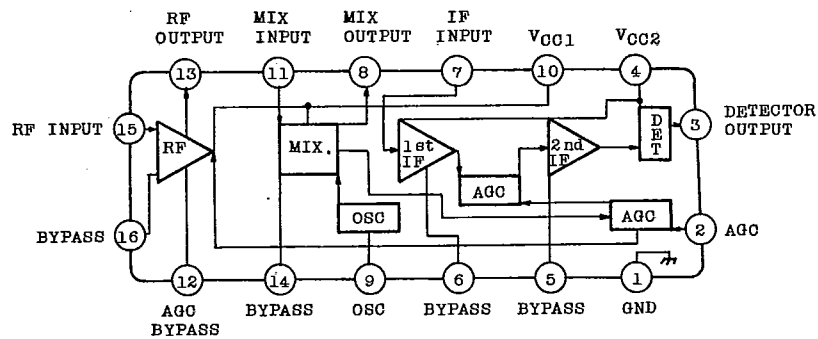 RF OUTPUT
MIX INPUT
MIX OUTPUT
IF INPUT
VCC1
VCC2
13
11
8
7
10
4
RF INPUT
15
RF
MIX.
1st IF
2nd IF
DET
3
DETECTOR OUTPUT
AGC
OSC
AGC
BYPASS
16
2
AGC
12
14
9
6
5
1
AGC BYPASS
BYPASS
OSC
BYPASS
BYPASS
GND